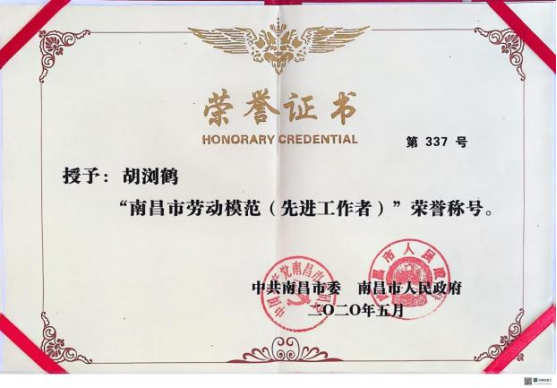 荣誉证书
HONORARY CREDENTIAL
第 337 号
授予：胡浏鹤
“南昌市劳动模范（先进工作者）”荣誉称号。
中共南昌市委 南昌市人民政府
二〇二〇年五月